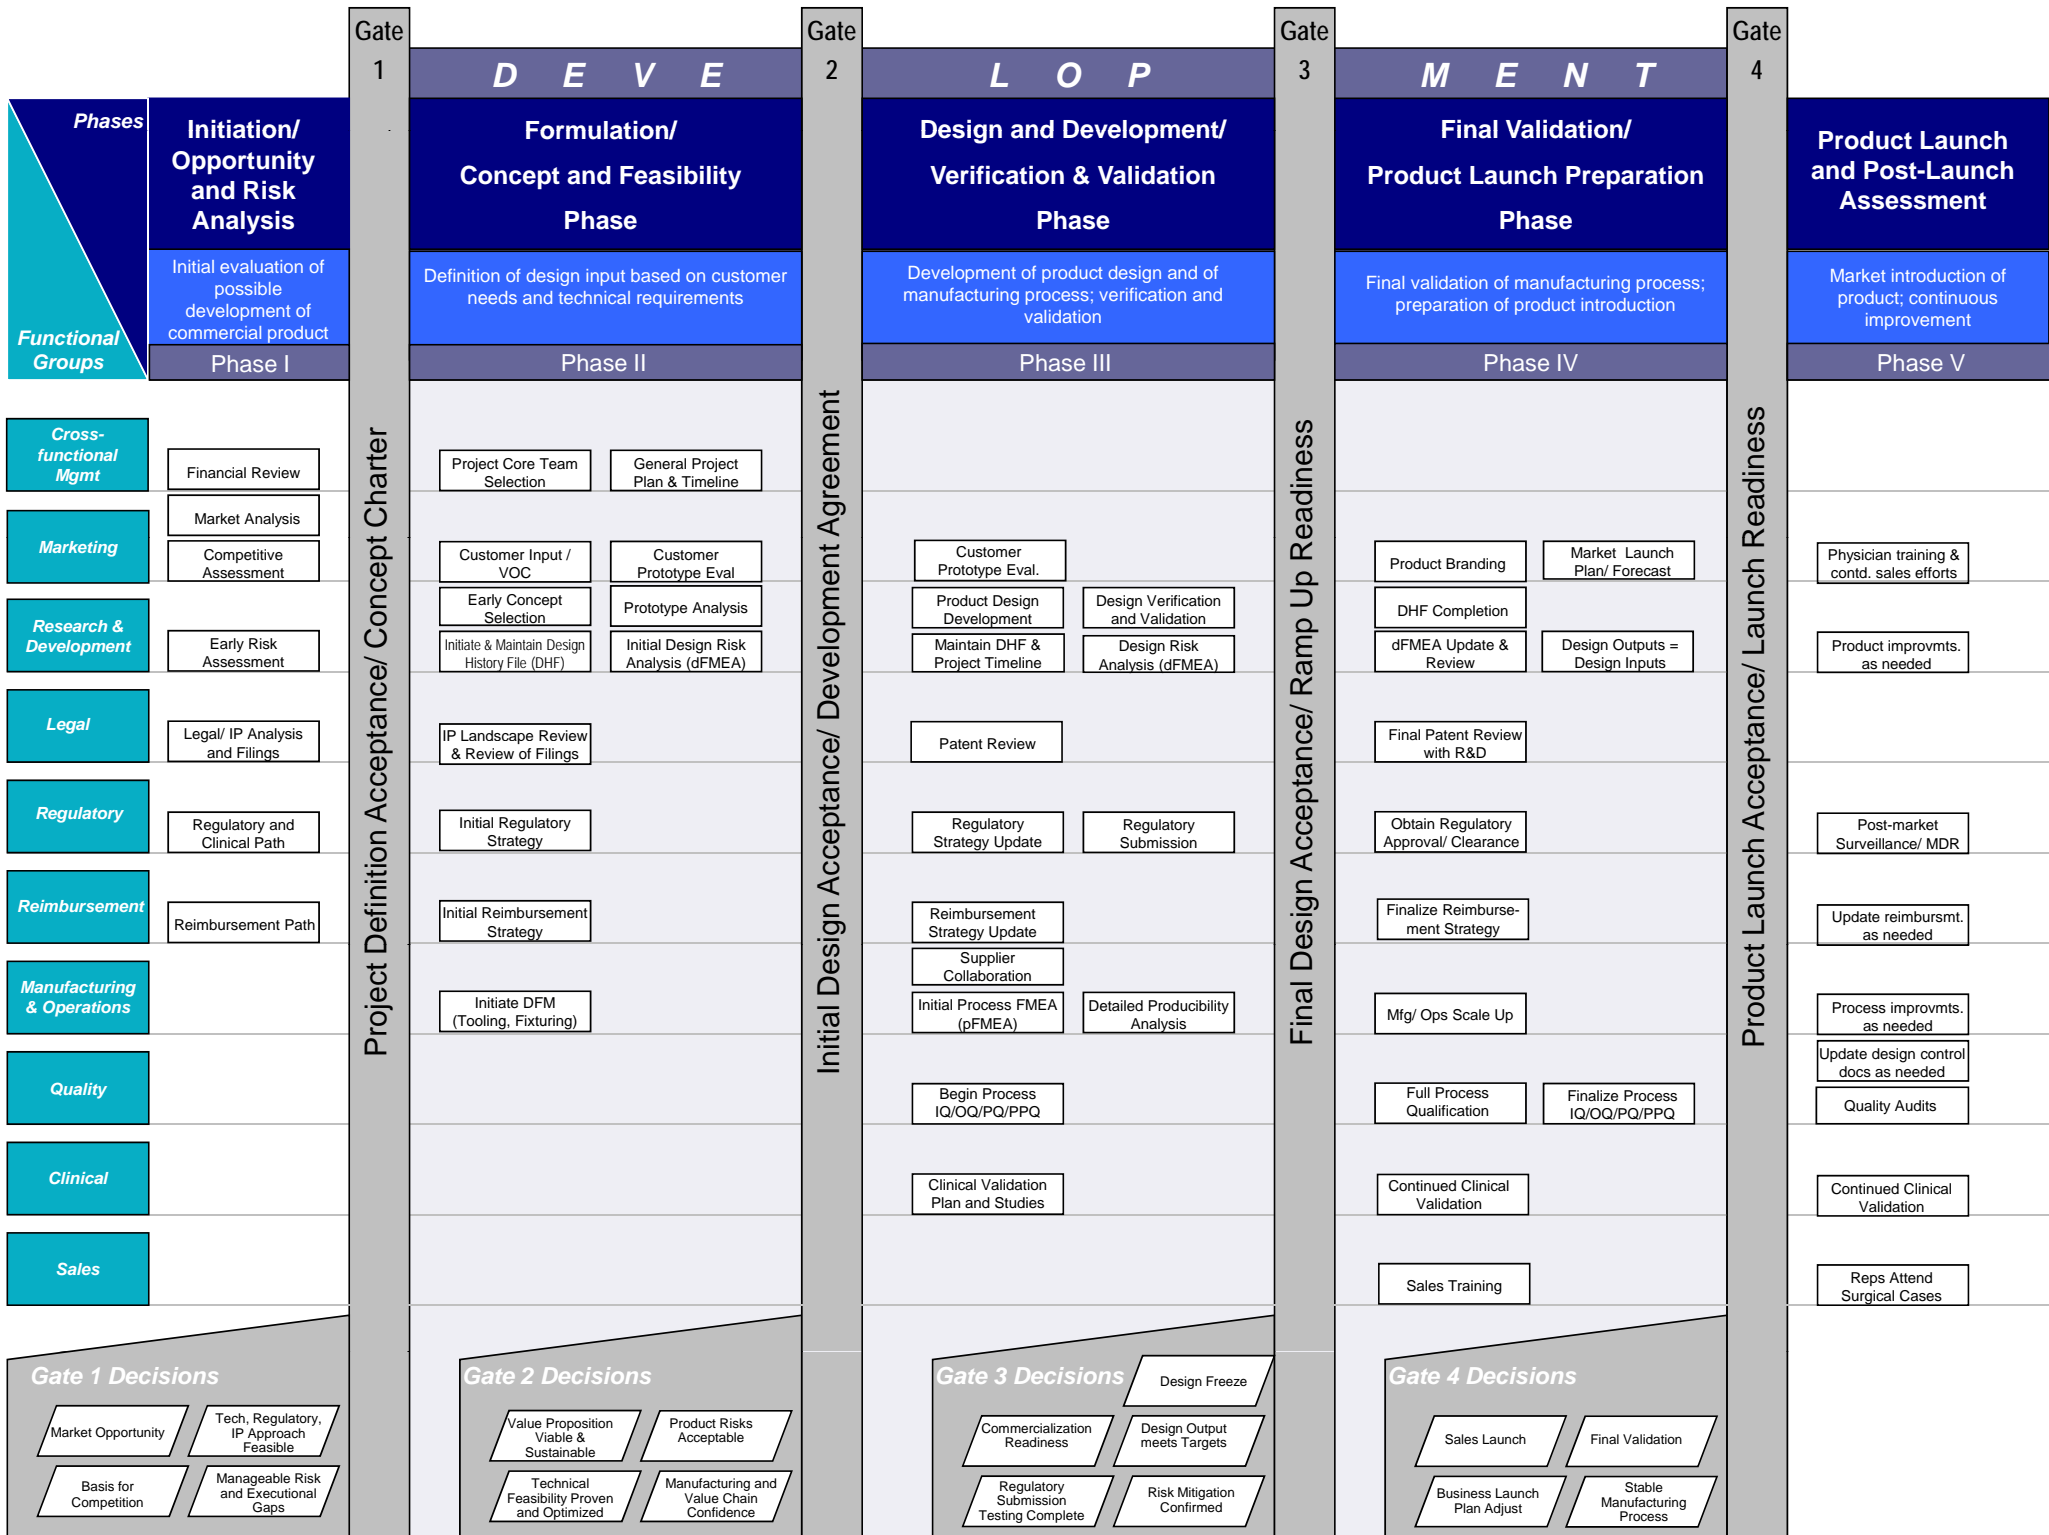 Gate
1
Gate
2
Gate
3
Gate
4
D E V E
L O P
M E N T
Phases
Functional
Groups
Initiation/
Opportunity
and Risk
Analysis
Formulation/
Concept and Feasibility
Phase
Design and Development/
Verification & Validation
Phase
Final Validation/
Product Launch Preparation
Phase
Product Launch
and Post-Launch
Assessment
Initial evaluation of
possible
development of
commercial product
Definition of design input based on customer
needs and technical requirements
Development of product design and of
manufacturing process; verification and
validation
Final validation of manufacturing process;
preparation of product introduction
Market introduction of
product; continuous
improvement
Phase I
Phase II
Phase III
Phase IV
Phase V
Project Definition Acceptance/ Concept Charter
Initial Design Acceptance/ Development Agreement
Final Design Acceptance/ Ramp Up Readiness
Product Launch Acceptance/ Launch Readiness
Cross-
functional
Mgmt
Financial Review
Project Core Team
Selection
General Project
Plan & Timeline
Marketing
Market Analysis
Competitive
Assessment
Customer Input /
VOC
Customer
Prototype Eval
Customer
Prototype Eval.
Product Branding
Market Launch
Plan/ Forecast
Physician training &
contd. sales efforts
Research &
Development
Early Risk
Assessment
Early Concept
Selection
Prototype Analysis
Initiate & Maintain Design
History File (DHF)
Initial Design Risk
Analysis (dFMEA)
Product Design
Development
Design Verification
and Validation
Maintain DHF &
Project Timeline
Design Risk
Analysis (dFMEA)
DHF Completion
dFMEA Update &
Review
Design Outputs =
Design Inputs
Product improvmts.
as needed
Legal
Legal/ IP Analysis
and Filings
IP Landscape Review
& Review of Filings
Patent Review
Final Patent Review
with R&D
Regulatory
Regulatory and
Clinical Path
Initial Regulatory
Strategy
Regulatory
Strategy Update
Regulatory
Submission
Obtain Regulatory
Approval/ Clearance
Post-market
Surveillance/ MDR
Reimbursement
Reimbursement Path
Initial Reimbursement
Strategy
Reimbursement
Strategy Update
Finalize Reimburse-
ment Strategy
Update reimbursmt.
as needed
Manufacturing
& Operations
Initiate DFM
(Tooling, Fixturing)
Supplier
Collaboration
Initial Process FMEA
(pFMEA)
Detailed Producibility
Analysis
Mfg/ Ops Scale Up
Process improvmts.
as needed
Quality
Begin Process
IQ/OQ/PQ/PPQ
Full Process
Qualification
Finalize Process
IQ/OQ/PQ/PPQ
Update design control
docs as needed
Quality Audits
Clinical
Clinical Validation
Plan and Studies
Continued Clinical
Validation
Continued Clinical
Validation
Sales
Sales Training
Reps Attend
Surgical Cases
Gate 1 Decisions
Market Opportunity
Tech, Regulatory,
IP Approach
Feasible
Basis for
Competition
Manageable Risk
and Executional
Gaps
Gate 2 Decisions
Value Proposition
Viable &
Sustainable
Product Risks
Acceptable
Technical
Feasibility Proven
and Optimized
Manufacturing and
Value Chain
Confidence
Gate 3 Decisions
Design Freeze
Commercialization
Readiness
Design Output
meets Targets
Regulatory
Submission
Testing Complete
Risk Mitigation
Confirmed
Gate 4 Decisions
Sales Launch
Final Validation
Business Launch
Plan Adjust
Stable
Manufacturing
Process